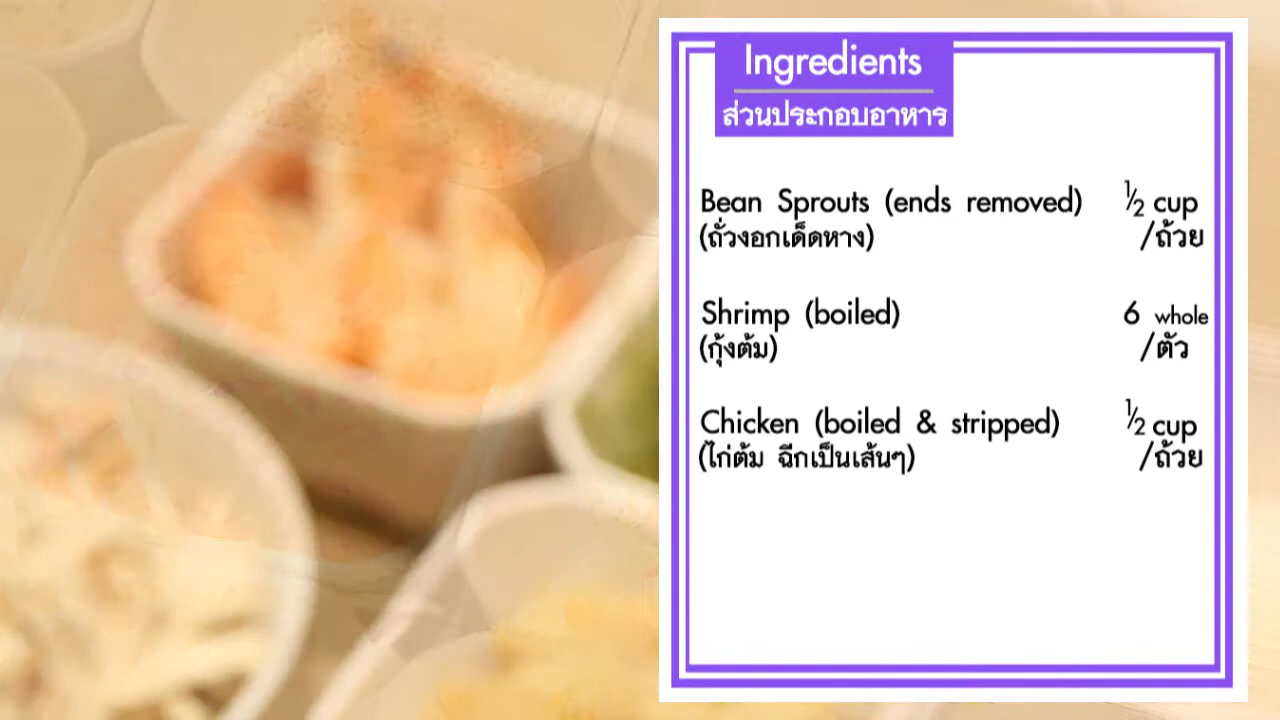 Ingredients
ส่วนประกอบอาหาร
Bean Sprouts (ends removed) ½ cup
(ถั่วงอกเด็ดหาง) /ถ้วย
Shrimp (boiled) 6 whole
(กุ้งต้ม) /ตัว
Chicken (boiled & stripped) ½ cup
(ไก่ต้ม ฉีกเป็นเส้นๆ) /ถ้วย